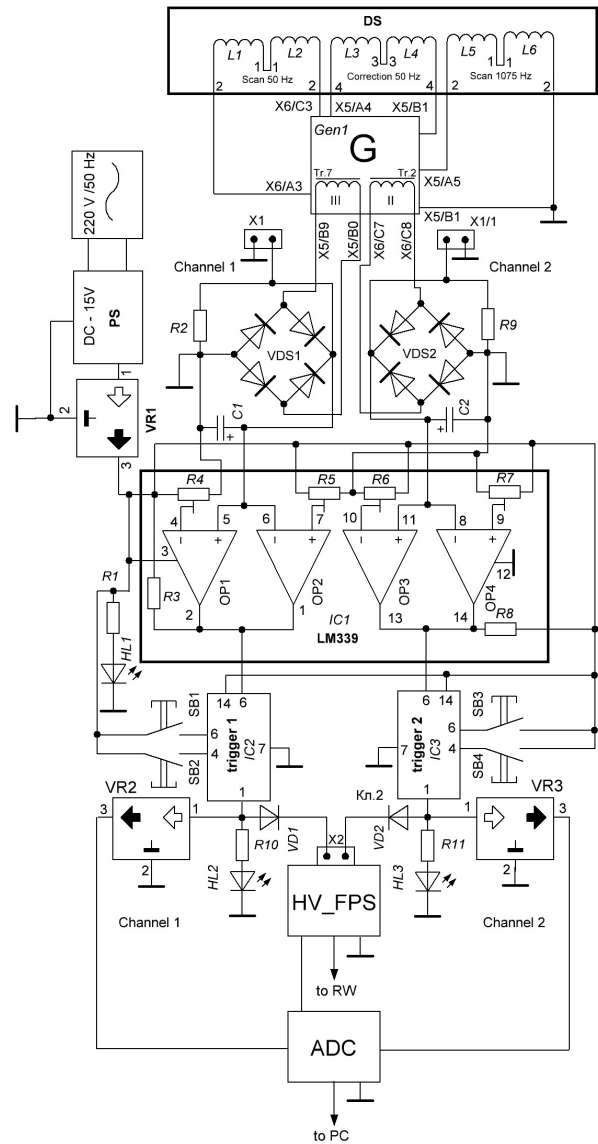 DS
L1 L2 L3 L4 L5 L6
1 1 3 3 1 1
Scan 50 Hz Correction 50 Hz Scan 1075 Hz
2 2 4 4 2 2
X6/C3 X5/A4 X5/B1
Gen1
G
Tr.7 Tr.2
X6/A3 X5/A5
III II
X5/B1
X5/B9 X5/B0 X6/C7 X6/C8
220 V /50 Hz
X1 X1/1
Channel 1 Channel 2
DC - 15V
PS
R2 R9
VDS1 VDS2
1
2
VR1
3
C1 + C2 +
R4 R5 R6 R7
4 5 6 7 10 11 8 9
- + - + - + - +
3
12
R1
R3
OP1 OP2 OP3 OP4
2 1 13 14
R8
IC1
LM339
HL1
SB1 SB3
14 6 6 14
trigger 1
IC2
trigger 2
IC3
6 7 7 6
4 4
SB2 SB4
1 1
VR2 VR3
Кл.2
3 1 1 3
VD1 VD2
X2
R10 R11
2 2
HL2 HL3
HV_FPS
Channel 1 Channel 2
to RW
ADC
to PC